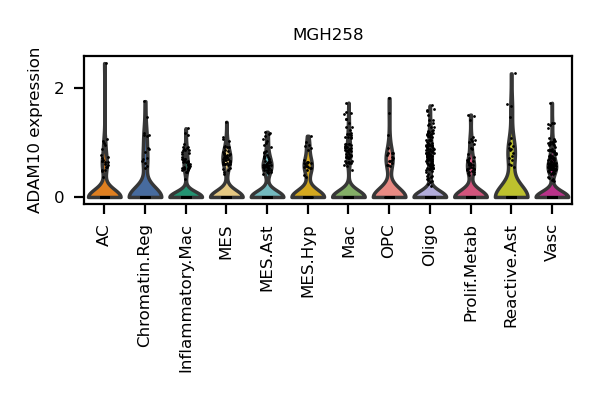 MGH258
ADAM10 expression
2
0
AC
Chromatin.Reg
Inflammatory.Mac
MES
MES.Ast
MES.Hyp
Mac
OPC
Oligo
Prolif.Metab
Reactive.Ast
Vasc